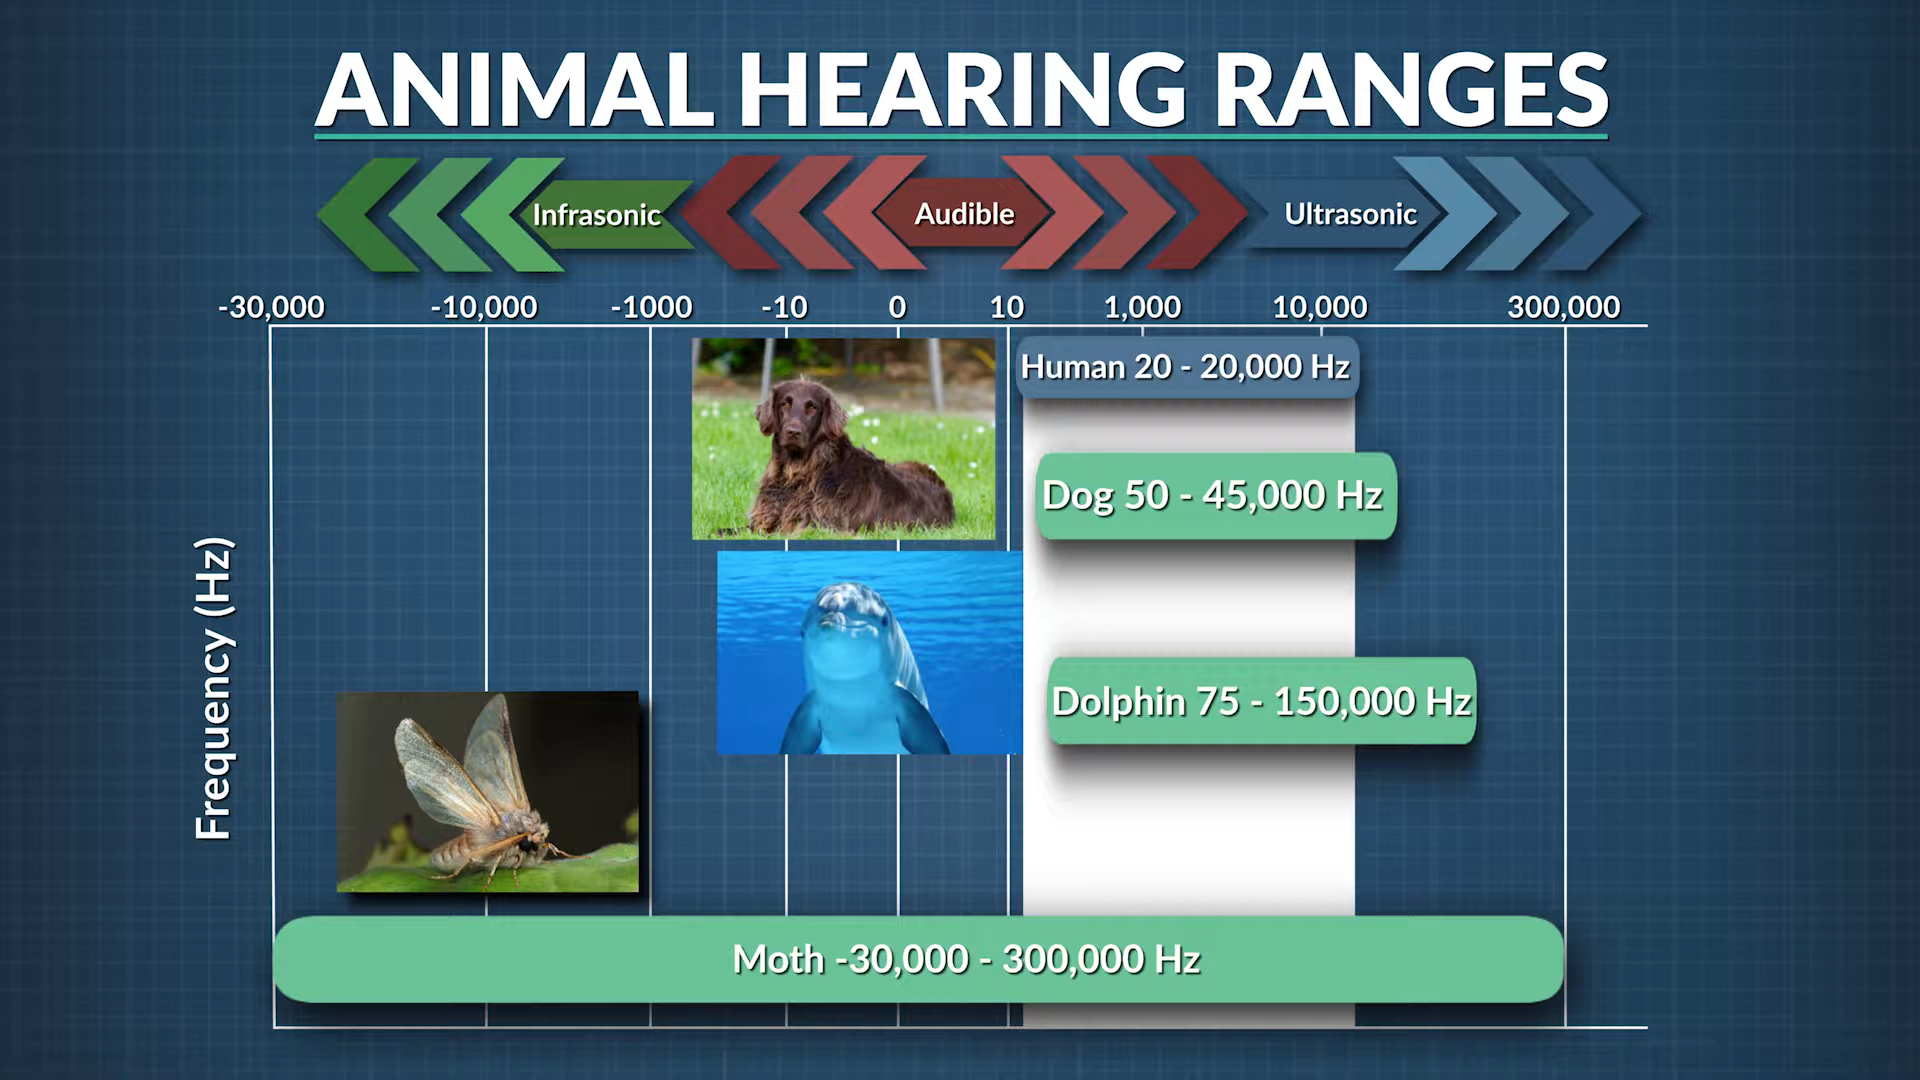 ANIMAL HEARING RANGES
Infrasonic
Audible
Ultrasonic
-30,000 -10,000 -1000 -10 0 10 1,000 10,000 300,000
Human 20 - 20,000 Hz
Dog 50 - 45,000 Hz
Dolphin 75 - 150,000 Hz
Moth -30,000 - 300,000 Hz
Frequency (Hz)